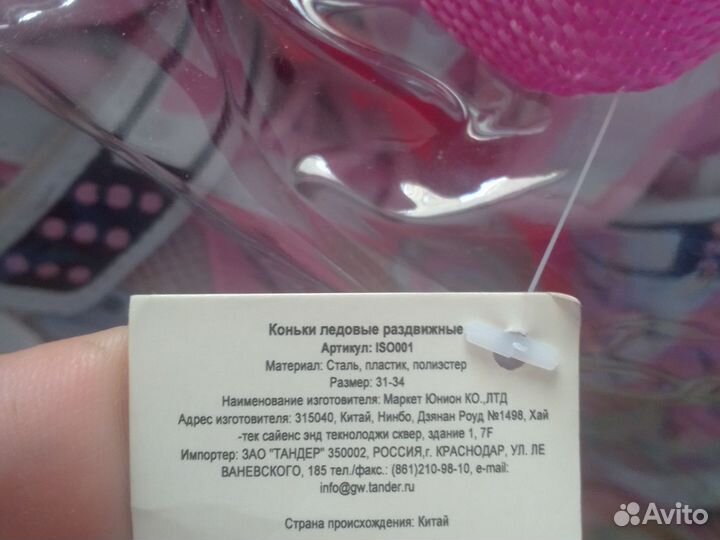 Коньки ледовые раздвижные
Артикул: ISO001
Материал: Сталь, пластик, полиэстер
Размер: 31-34
Наименование изготовителя: Маркет Юнион КО.,ЛТД
Адрес изготовителя: 315040, Китай, Нинбо, Дзянан Роуд №1498, Хай
-тек сайенс энд текнолоджи сквер, здание 1, 7F
Импортер: ЗАО "ТАНДЕР" 350002, РОССИЯ,г. КРАСНОДАР, УЛ. ЛЕ
ВАНЕВСКОГО, 185 тел./факс.: (861)210-98-10, e-mail:
info@gw.tander.ru
Страна происхождения: Китай
Avito